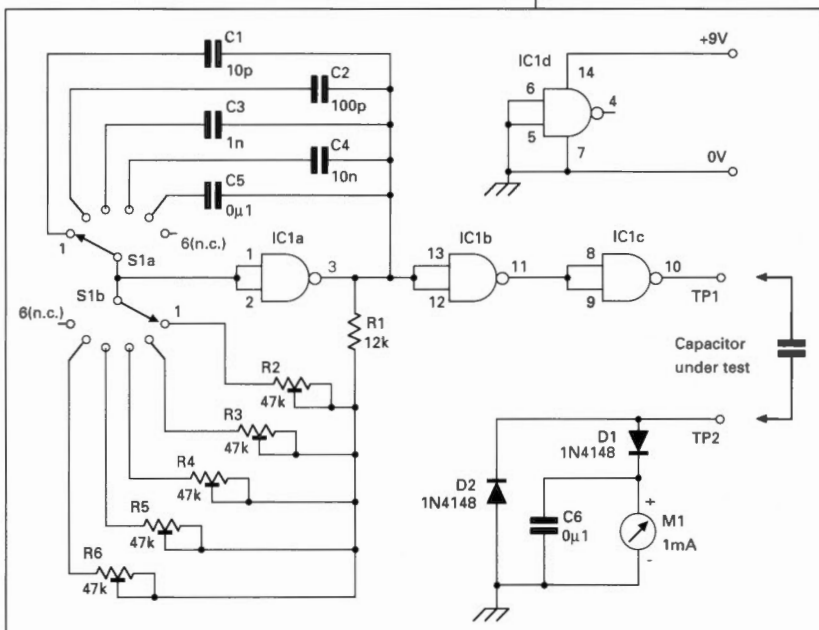 C1
10p
C2
100p
C3
1n
C4
10n
C5
0µ1
1
S1a
6(n.c.)
S1b
6(n.c.)
1
IC1a
1
2
3
IC1b
13
12
11
IC1c
8
9
10
TP1
IC1d
6
5
14
4
7
+9V
0V
R1
12k
R2
47k
R3
47k
R4
47k
R5
47k
R6
47k
Capacitor
under test
TP2
D1
1N4148
D2
1N4148
C6
0µ1
+
M1
1mA
-